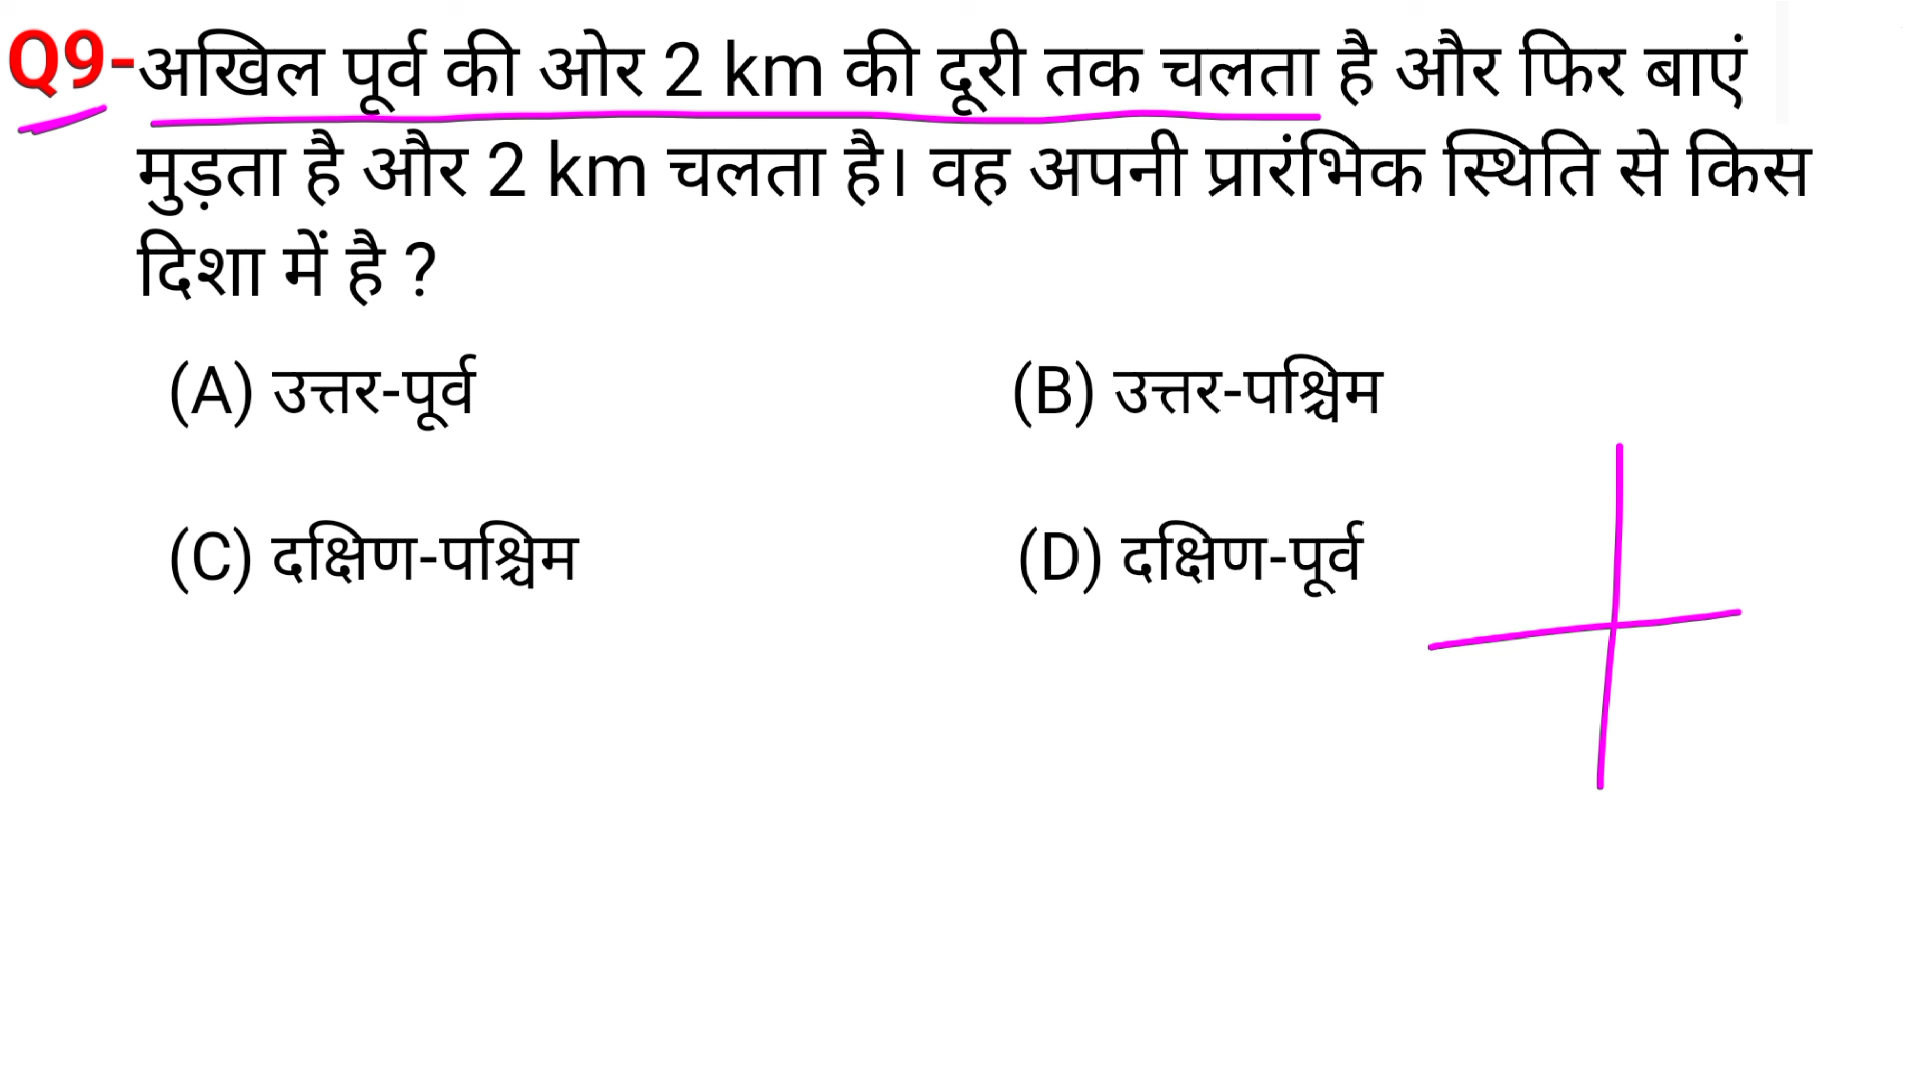 Q9-अखिल पूर्व की ओर 2 km की दूरी तक चलता है और फिर बाएं
मुड़ता है और 2 km चलता है। वह अपनी प्रारंभिक स्थिति से किस
दिशा में है ?
(A) उत्तर-पूर्व (B) उत्तर-पश्चिम
(C) दक्षिण-पश्चिम (D) दक्षिण-पूर्व